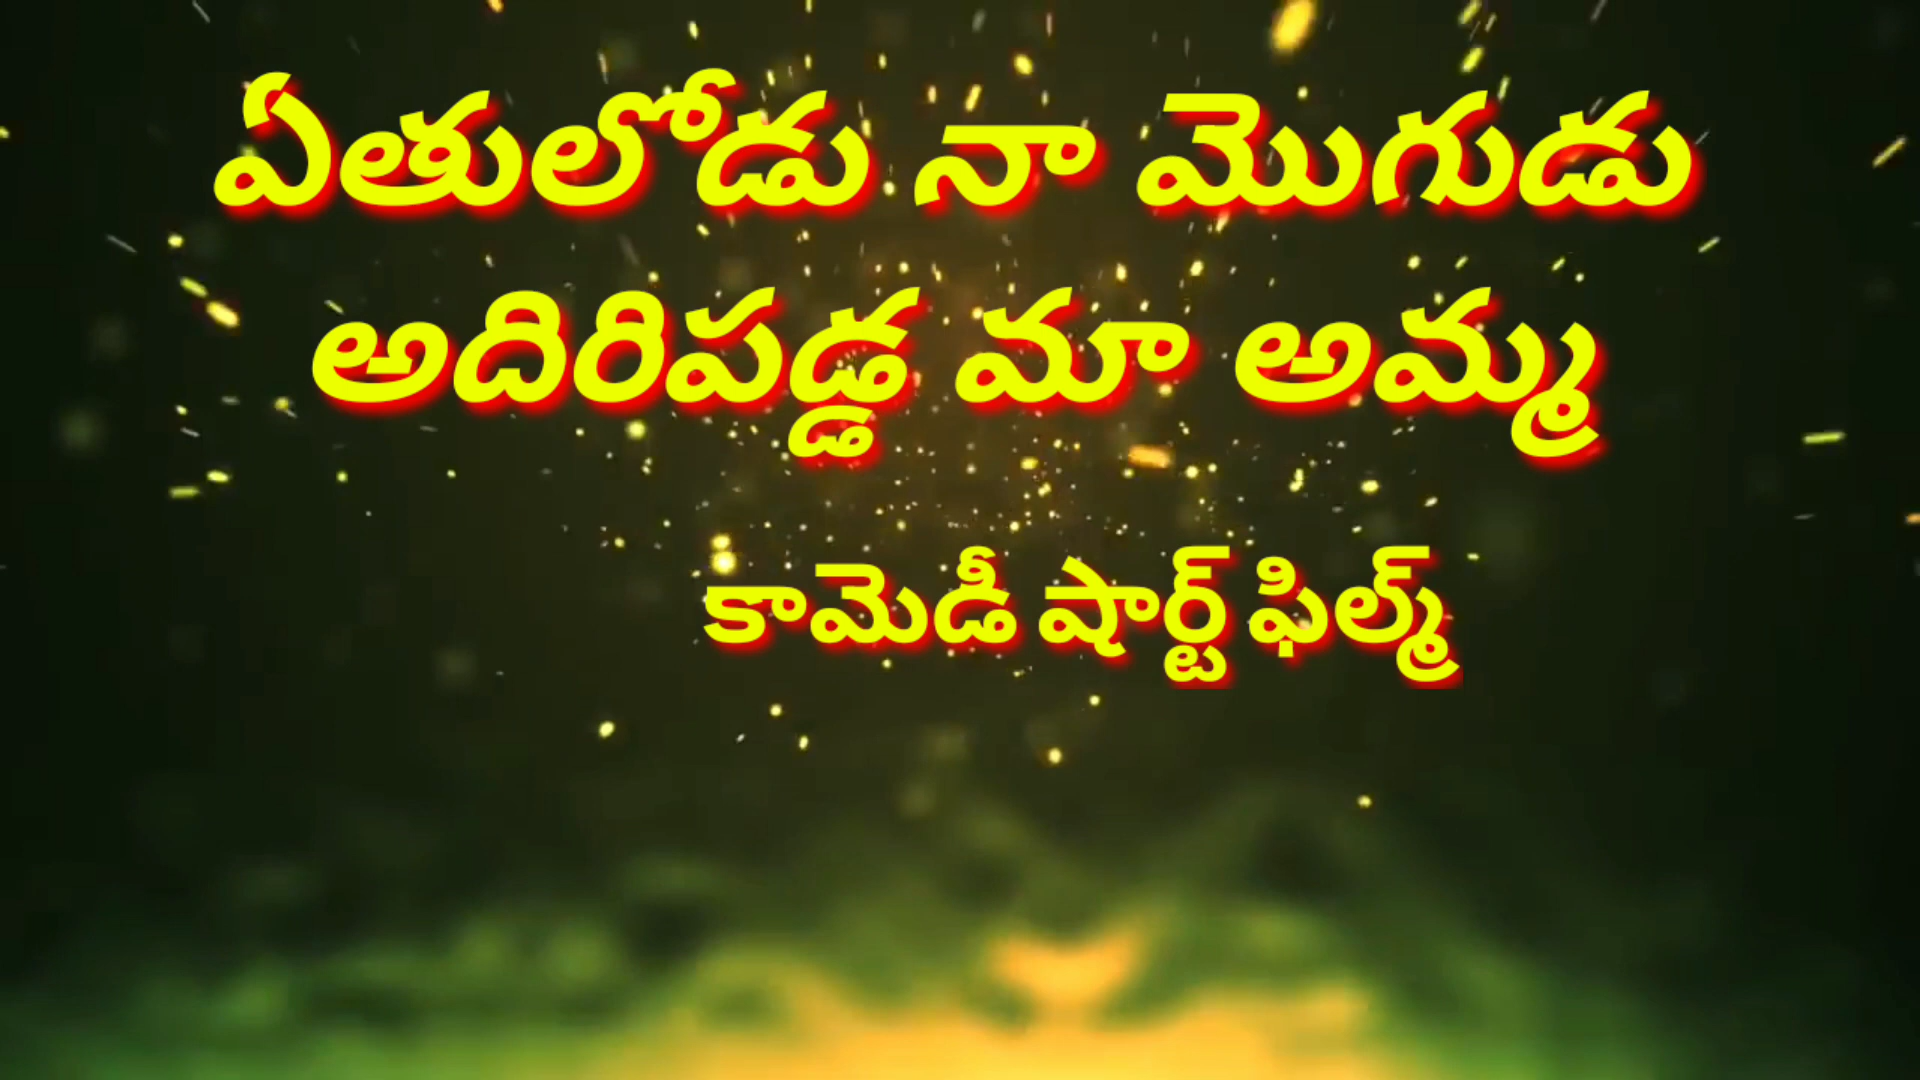 ఏతులోడు నా మొగుడు
అదిరిపడ్డ మా అమ్మ
కామెడీ షార్ట్ ఫిల్మ్